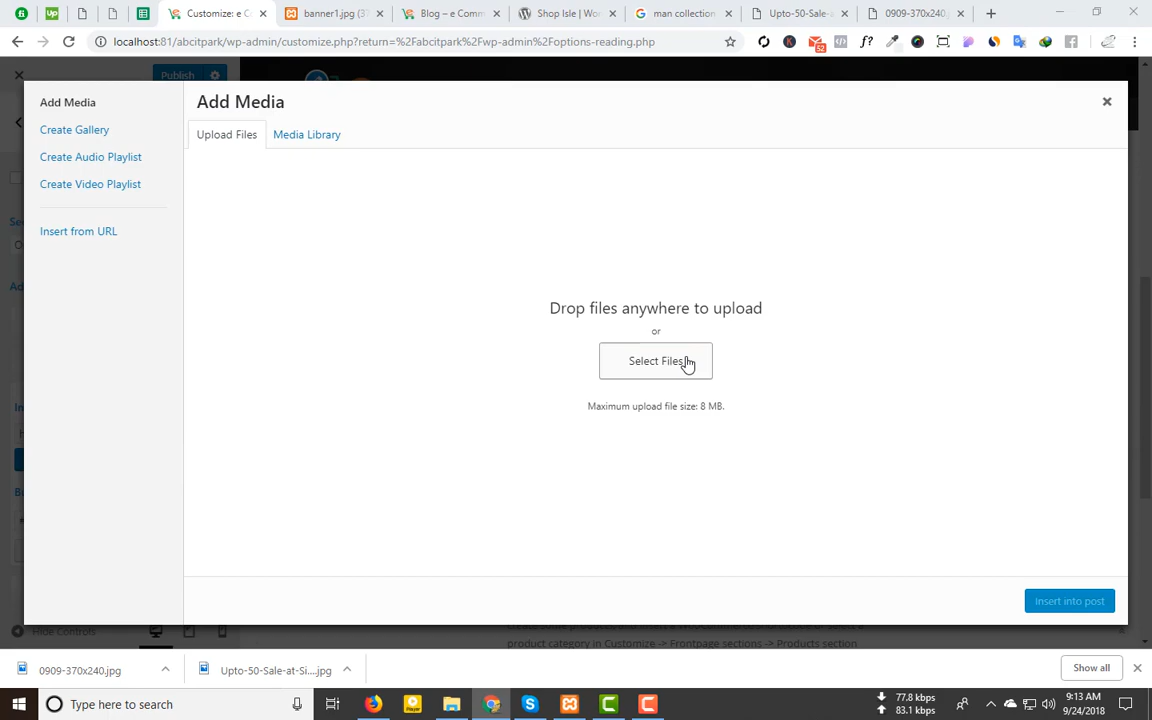 Customize: e C
banner1.jpg (37
Blog – e Comm
Shop Isle | Wo
man collection
Upto-50-Sale-a
0909-370x240.
localhost:81/abcitpark/wp-admin/customize.php?return=%2Fabcitpark%2Fwp-admin%2Foptions-reading.php
52
Publish
Add Media
Create Gallery
Create Audio Playlist
Create Video Playlist
Insert from URL
Add Media
Upload Files
Media Library
Drop files anywhere to upload
or
Select Files
Maximum upload file size: 8 MB.
Insert into post
Hide Controls
product category in Customize -> Frontpage sections -> Products section
0909-370x240.jpg
Upto-50-Sale-at-Si....jpg
Show all
Type here to search
77.8 kbps
83.1 kbps
9:13 AM
9/24/2018